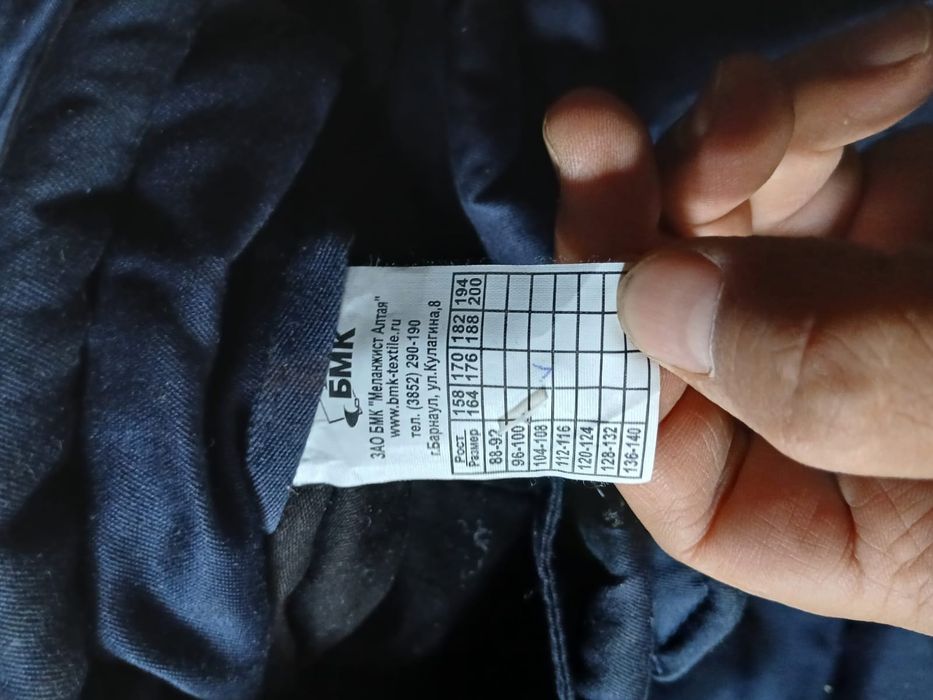 БМК
ЗАО БМК "Меланжист Алтая"
www.bmk-textile.ru
тел. (3852) 290-190
г.Барнаул, ул.Кулагина,8
Рост 158 170 182 194
Размер 164 176 188 200
88-92
96-100
104-108
112-116
120-124
128-132
136-140